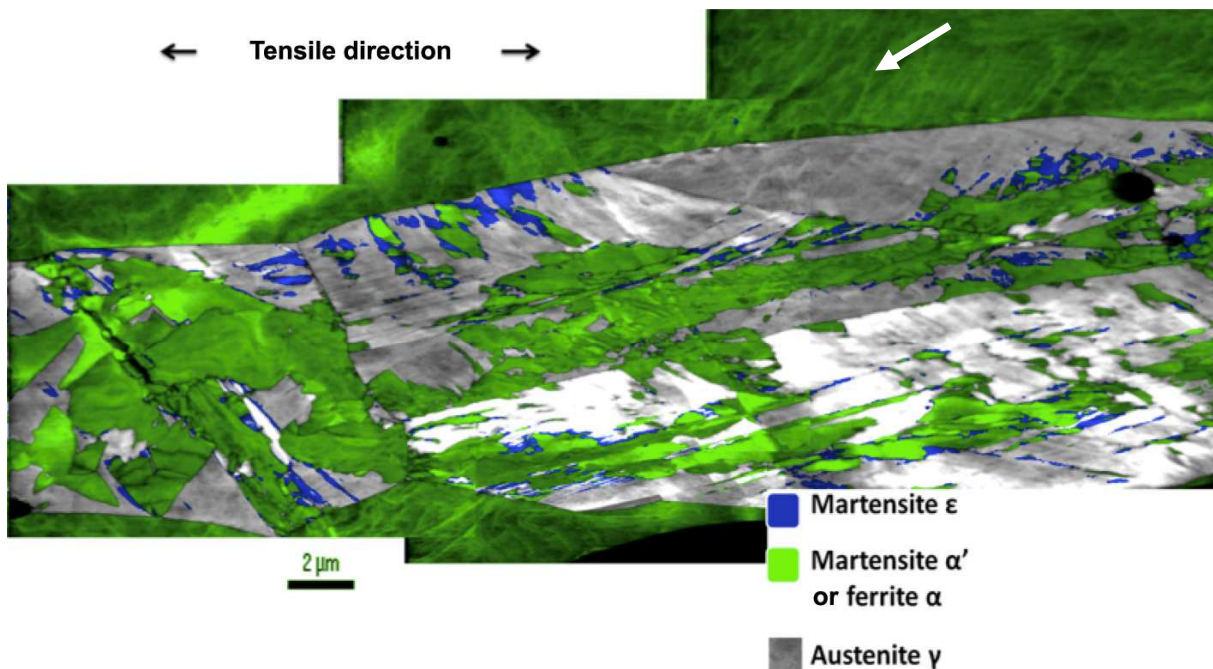 ← Tensile direction →
2 µm
Martensite ε
Martensite α’
or ferrite α
Austenite γ